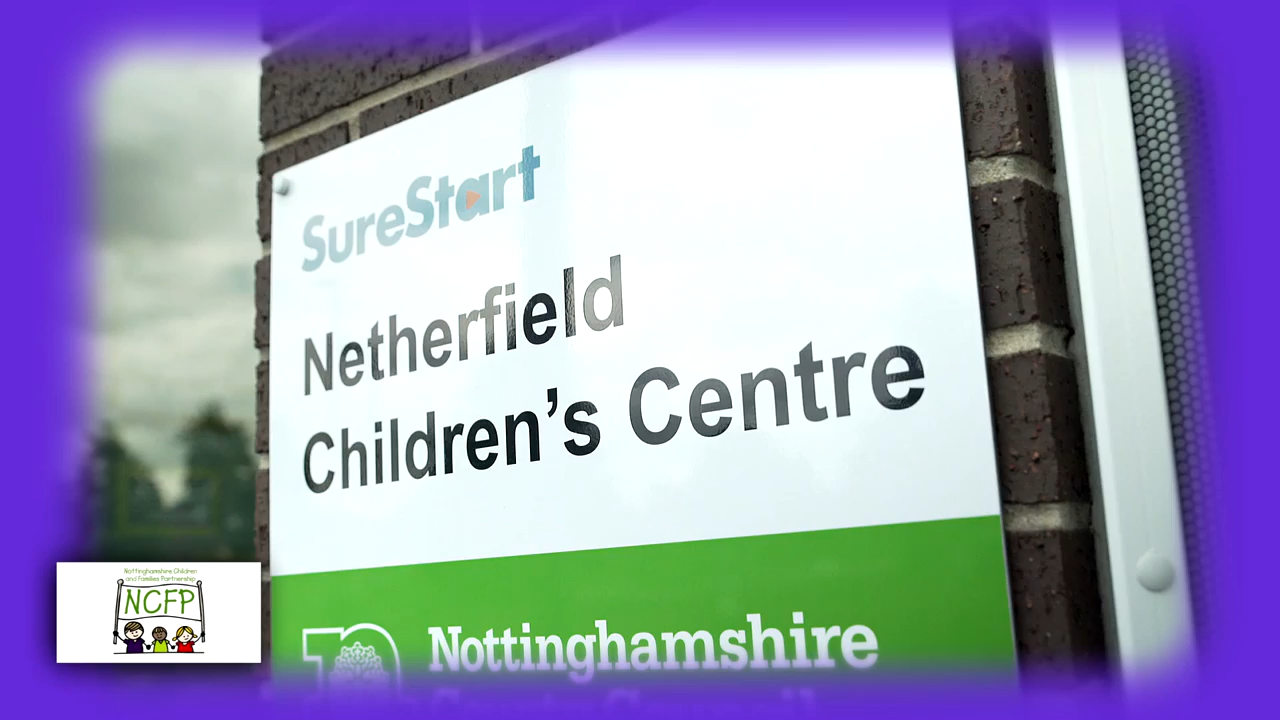 SureStart
Netherfield
Children's Centre
Nottinghamshire
Nottinghamshire Children
and Families Partnership
NCFP